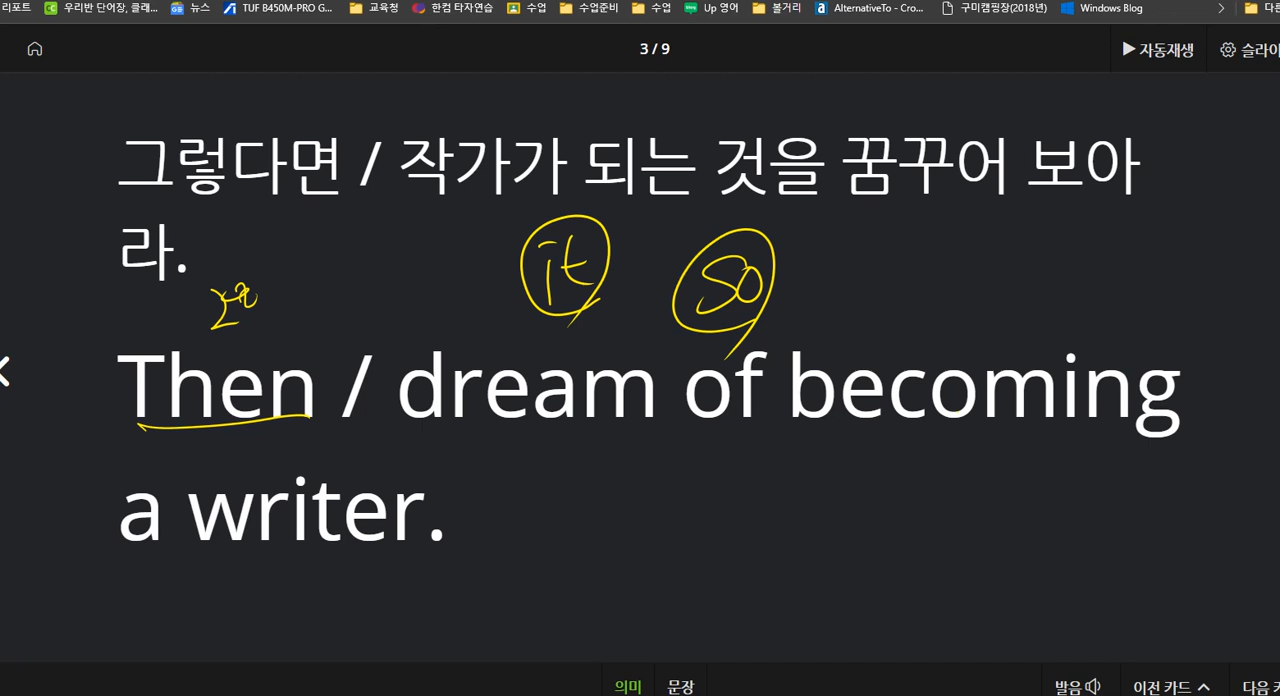 리포트 우리반 단어장, 클래... 뉴스 TUF B450M-PRO G... 교육청 한컴 타자연습 수업 수업준비 수업 Up 영어 볼거리 AlternativeTo - Cro... 구미캠핑장(2018년) Windows Blog 다른
3 / 9 자동재생 슬라이
그렇다면 / 작가가 되는 것을 꿈꾸어 보아
라.
it so
Then / dream of becoming
a writer.
의미 문장 발음 이전 카드 다음